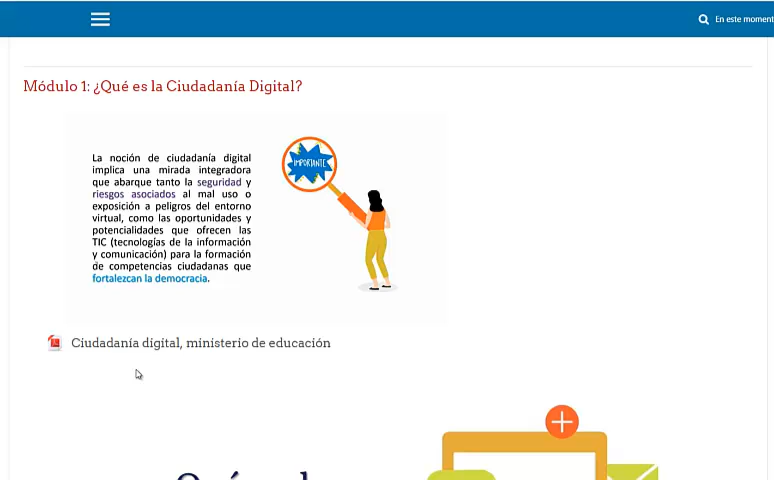 En este moment
Módulo 1: ¿Qué es la Ciudadanía Digital?
La noción de ciudadanía digital
implica una mirada integradora
que abarque tanto la seguridad y
riesgos asociados al mal uso o
exposición a peligros del entorno
virtual, como las oportunidades y
potencialidades que ofrecen las
TIC (tecnologías de la información
y comunicación) para la formación
de competencias ciudadanas que
fortalezcan la democracia.
IMPORTANTE
Ciudadanía digital, ministerio de educación